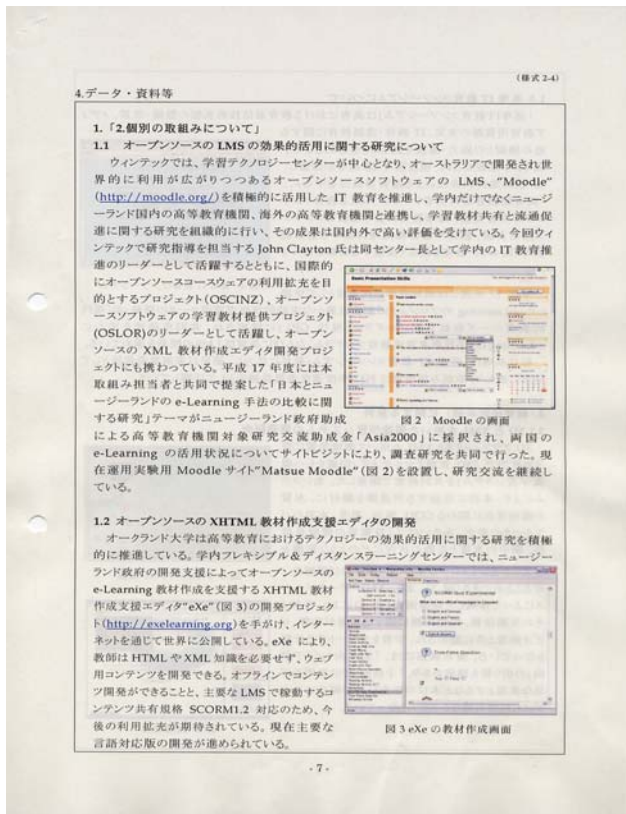 (様式 2-4)
4.データ・資料等
1. 「2.個別の取組みについて」
1.1 オープンソースの LMS の効果的活用に関する研究について
ウィンテックでは、学習テクノロジーセンターが中心となり、オーストラリアで開発され世
界的に利用が広がりつつあるオープンソースソフトウェアの LMS、"Moodle"
(http://moodle.org/)を積極的に活用した IT 教育を推進し、学内だけでなくニュージ
ーランド国内の高等教育機関、海外の高等教育機関と連携し、学習教材共有と流通促
進に関する研究を組織的に行い、その成果は国内外で高い評価を受けている。今回ウィ
ンテックで研究指導を担当する John Clayton 氏は同センター長として学内の IT 教育推
進のリーダーとして活躍するとともに、国際的
にオープンソースコースウェアの利用拡充を目
的とするプロジェクト(OSCINZ)、オープンソ
ースソフトウェアの学習教材提供プロジェクト
(OSLOR)のリーダーとして活躍し、オープン
ソースの XML 教材作成エディタ開発プロジ
ェクトにも携わっている。平成 17 年度には本
取組み担当者と共同で提案した「日本とニュ
ージーランドの e-Learning 手法の比較に関
する研究」テーマがニュージーランド政府助成
Basic Presentation Skills
図 2 Moodle の画面
による高等教育機関対象研究交流助成金「Asia2000」に採択され、両国の
e-Learning の活用状況についてサイトビジットにより、調査研究を共同で行った。現
在運用実験用 Moodle サイト"Matsue Moodle"(図 2)を設置し、研究交流を継続し
ている。
1.2 オープンソースの XHTML 教材作成支援エディタの開発
オークランド大学は高等教育におけるテクノロジーの効果的活用に関する研究を積極
的に推進している。学内フレキシブル＆ディスタンスラーニングセンターでは、ニュージー
ランド政府の開発支援によってオープンソースの
e-Learning 教材作成を支援する XHTML 教材
作成支援エディタ"eXe"(図 3)の開発プロジェク
ト(http://exelearning.org)を手がけ、インター
ネットを通じて世界に公開している。eXe により、
教師は HTML や XML 知識を必要せず、ウェブ
用コンテンツを開発できる。オフラインでコンテン
ツ開発ができることと、主要な LMS で稼動するコ
ンテンツ共有規格 SCORM1.2 対応のため、今
後の利用拡充が期待されている。現在主要な
言語対応版の開発が進められている。
図 3 eXe の教材作成画面
- 7 -